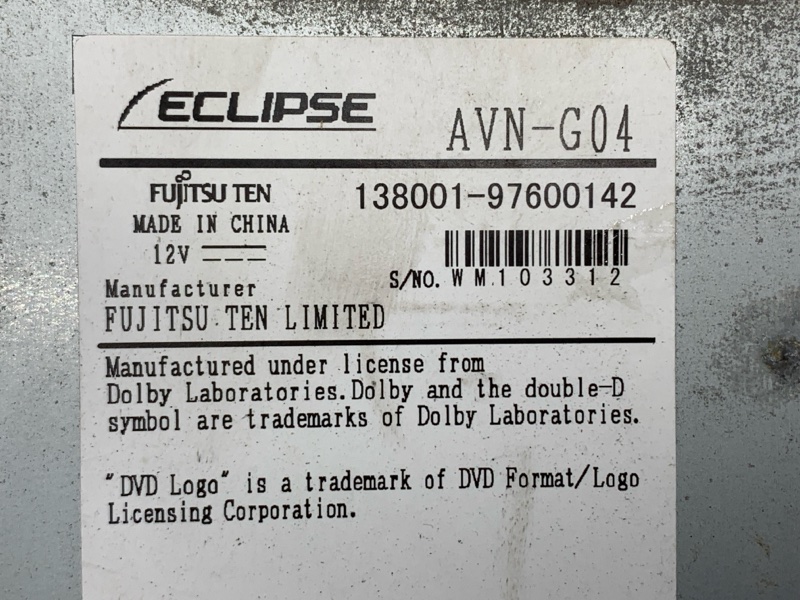 ECLIPSE AVN-G04
FUJITSU TEN 138001-97600142
MADE IN CHINA
12V
S/NO. WM103312
Manufacturer
FUJITSU TEN LIMITED
Manufactured under license from
Dolby Laboratories.Dolby and the double-D
symbol are trademarks of Dolby Laboratories.
"DVD Logo" is a trademark of DVD Format/Logo
Licensing Corporation.